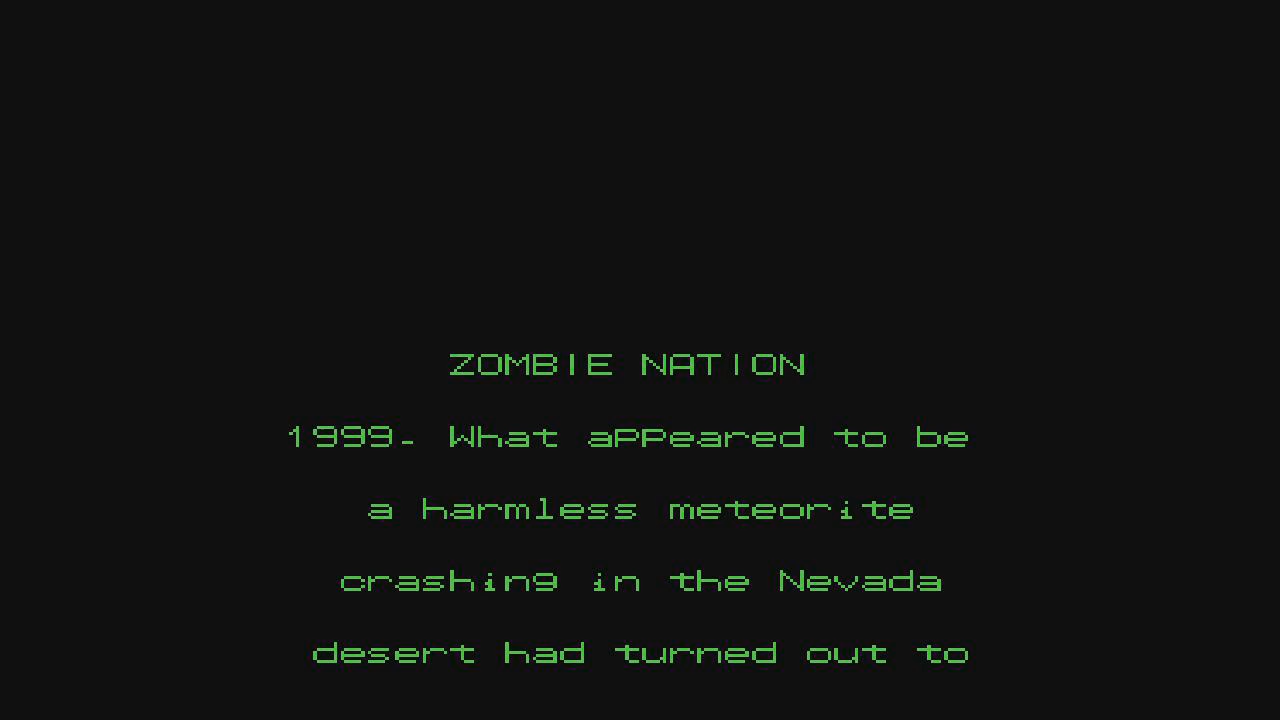 ZOMBIE NATION
1999. What appeared to be
a harmless meteorite
crashing in the Nevada
desert had turned out to